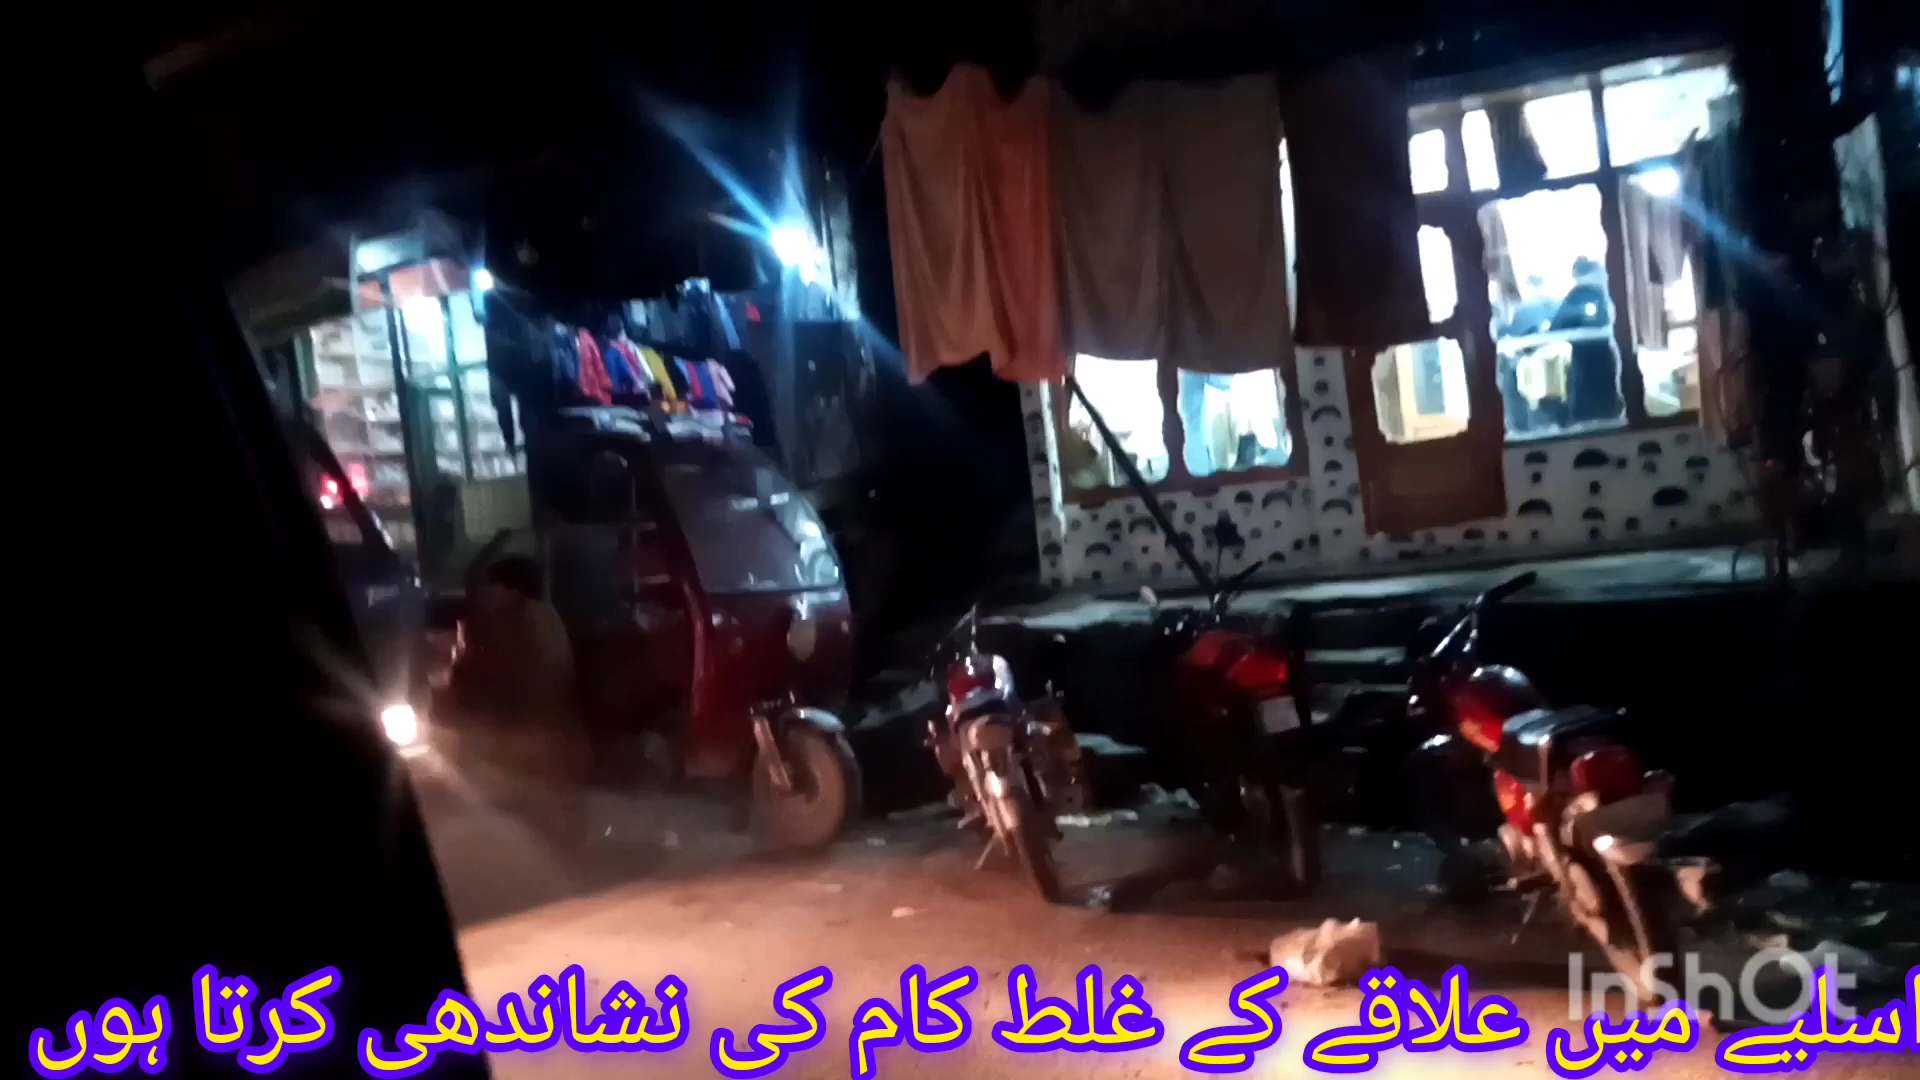 اسلیے میں علاقے کے غلط کام کی نشاندھی کرتا ہوں
InShOt